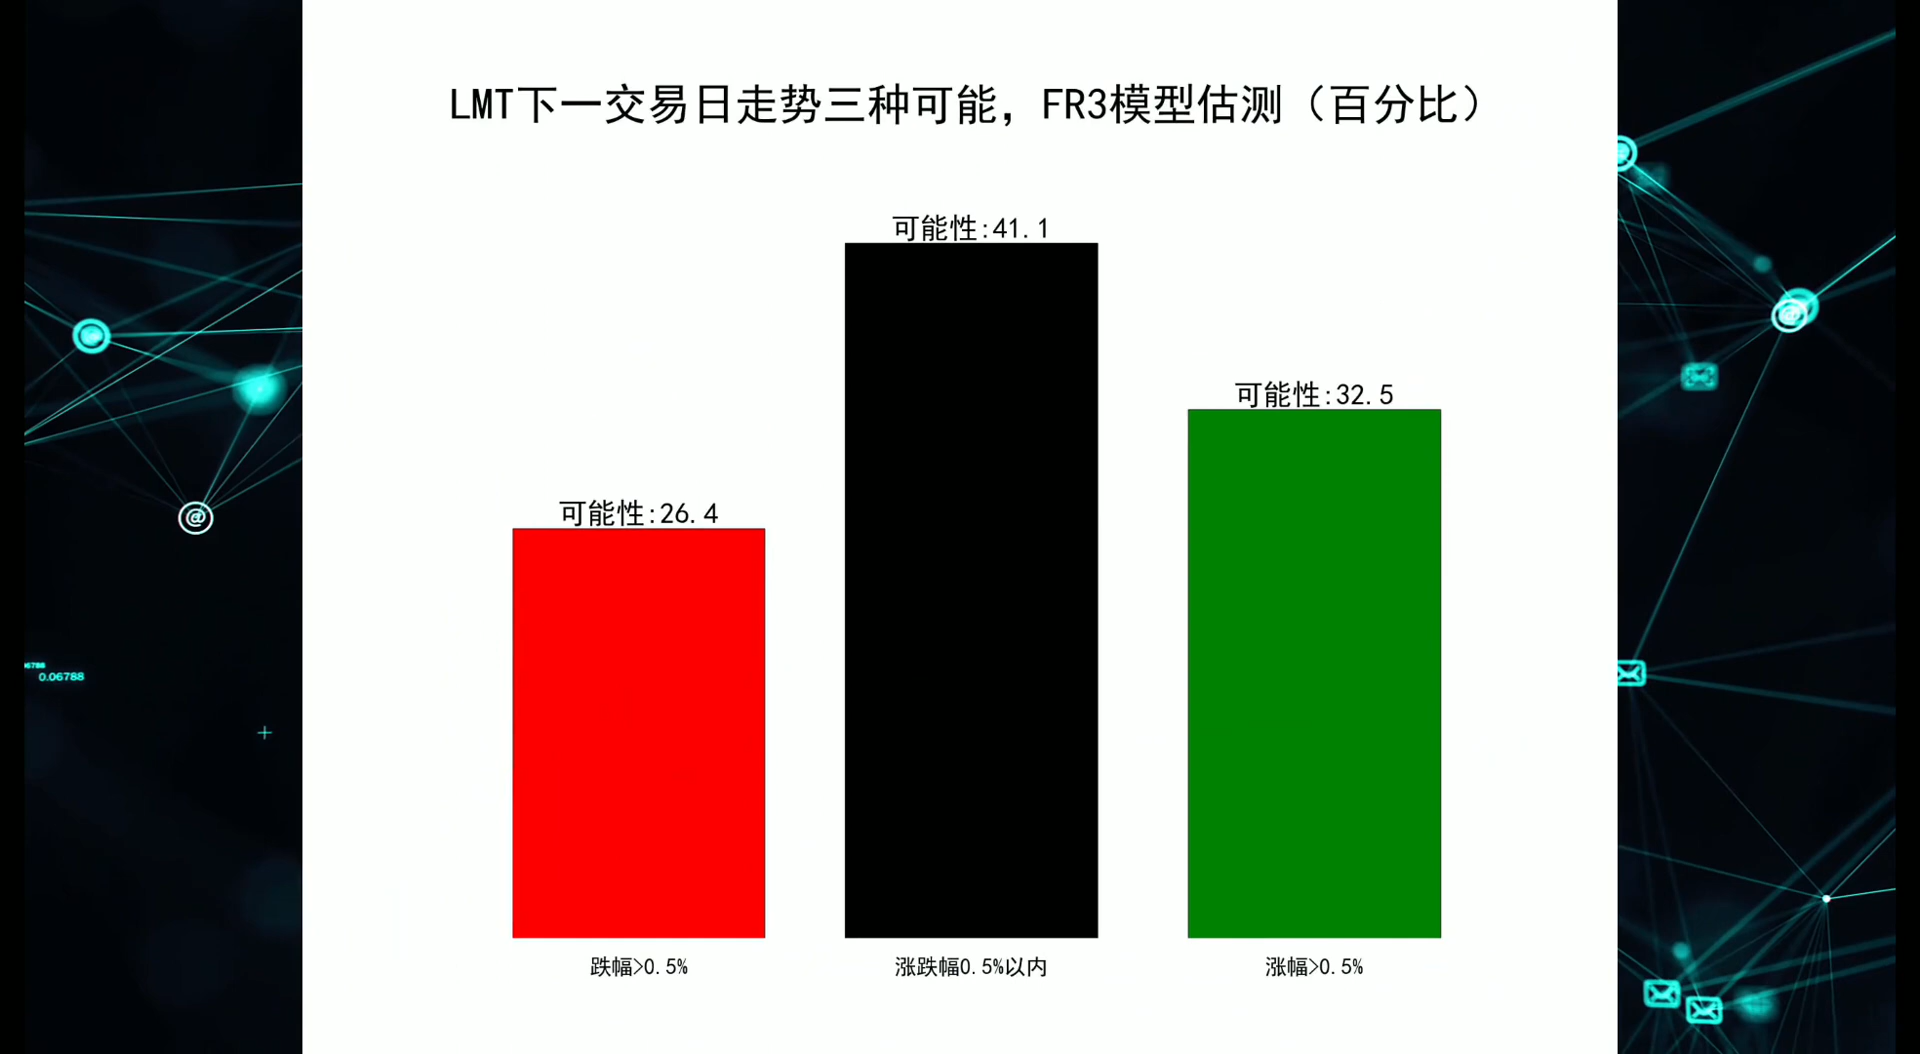 LMT下一交易日走势三种可能，FR3模型估测（百分比）
可能性:41.1
可能性:32.5
可能性:26.4
跌幅>0.5%
涨跌幅0.5%以内
涨幅>0.5%
6788
0.06788